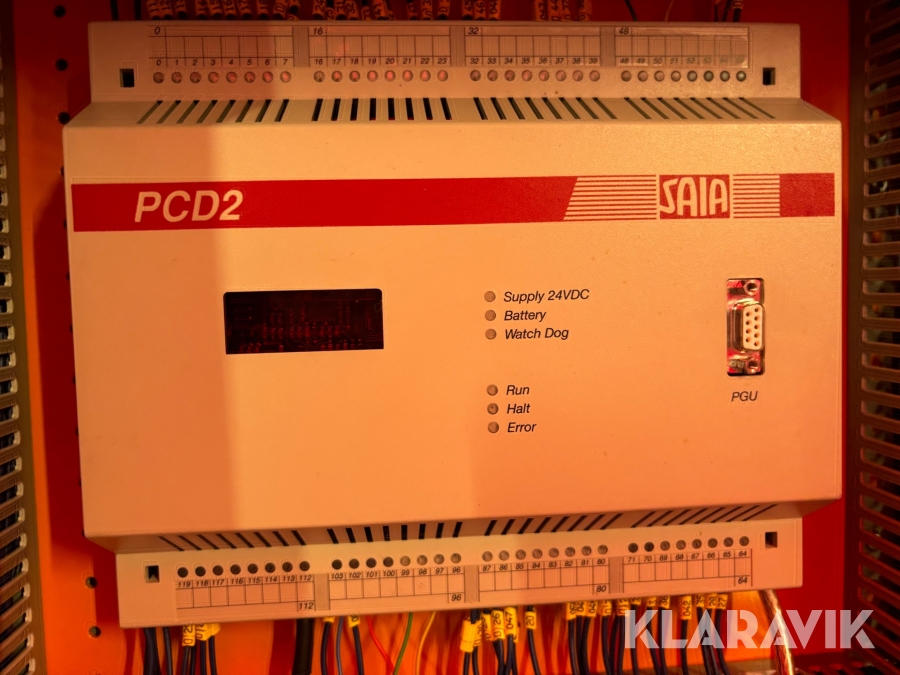 0 16 32 48
0 1 2 3 4 5 6 7 16 17 18 19 20 21 22 23 32 33 34 35 36 37 38 39 48 49 50 51 52 53
PCD2 SAIA
Supply 24VDC
Battery
Watch Dog
Run
Halt
Error
PGU
119 118 117 116 115 114 113 112 103 102 101 100 99 98 97 96 87 86 85 84 83 82 81 80 71 70 69 68 67 66 65 64
112 96 80 64
KLARAVIK